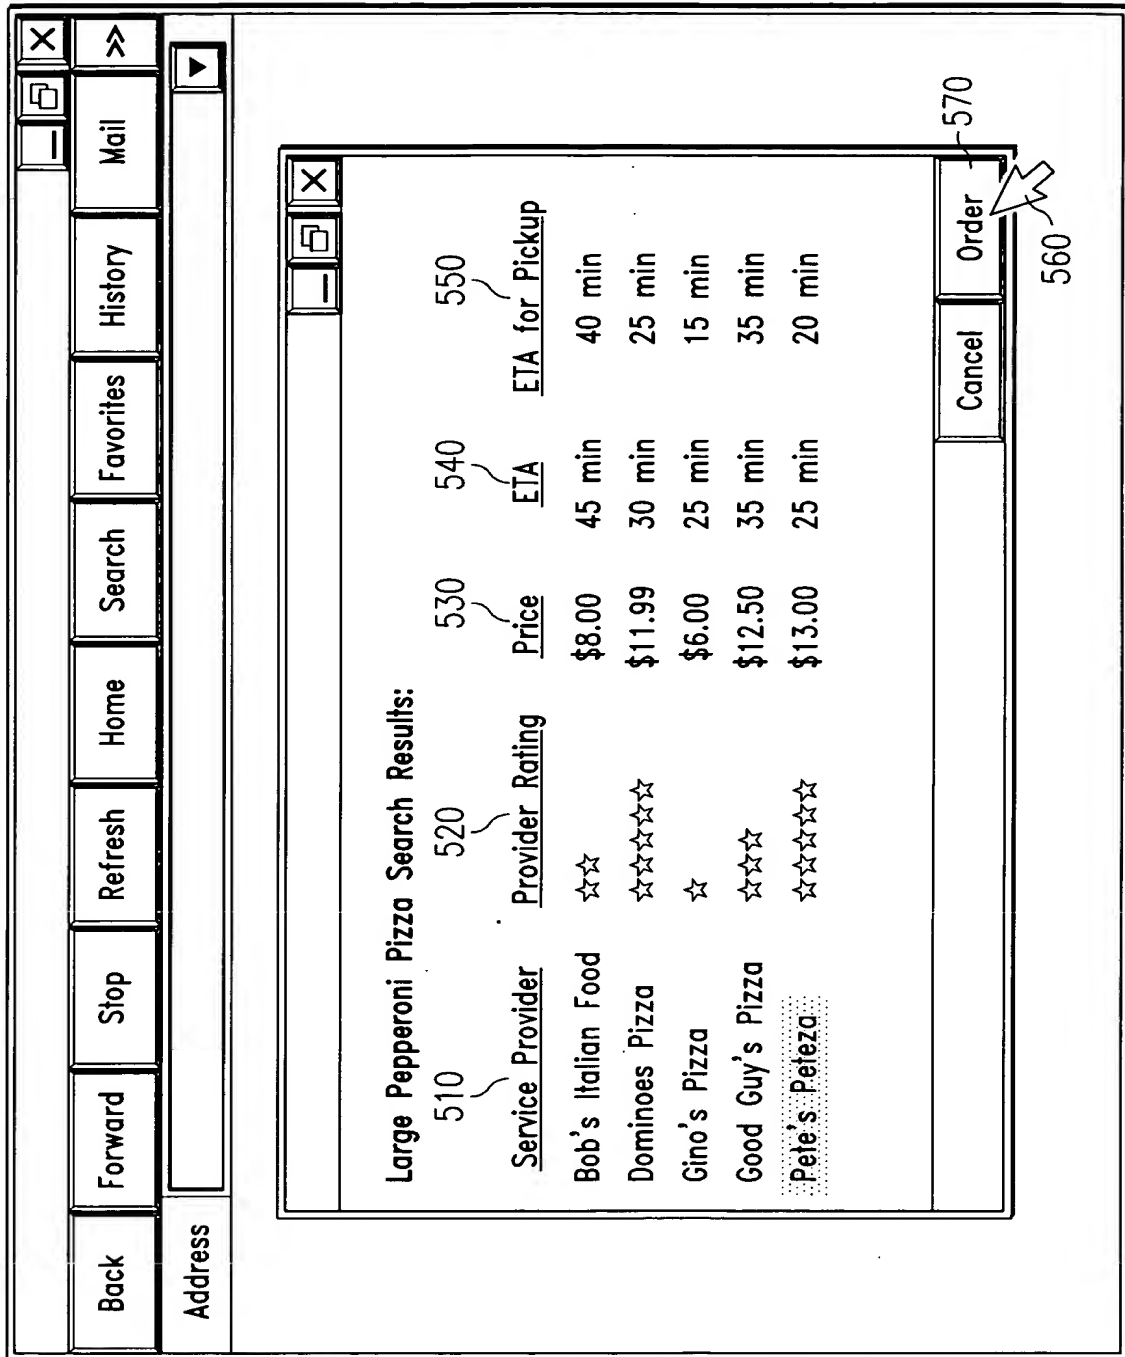 Back Forward Stop Refresh Home Search Favorites History Mail >>
Address
Large Pepperoni Pizza Search Results:
510 520 530 540 550
Service Provider Provider Rating Price ETA ETA for Pickup
Bob's Italian Food ☆☆ $8.00 45 min 40 min
Dominoes Pizza ☆☆☆☆☆ $11.99 30 min 25 min
Gino's Pizza ☆ $6.00 25 min 15 min
Good Guy's Pizza ☆☆☆ $12.50 35 min 35 min
Pete's Peteza ☆☆☆☆☆ $13.00 25 min 20 min
Cancel Order 570
560